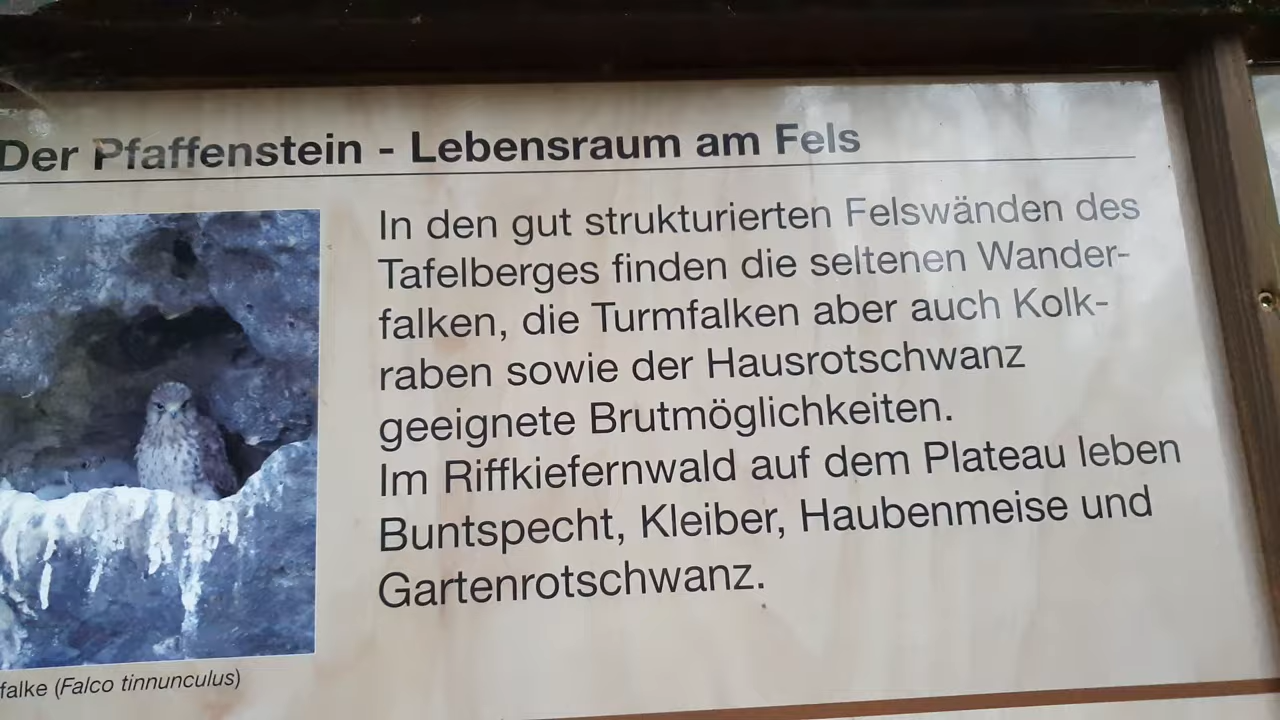 Der Pfaffenstein - Lebensraum am Fels
In den gut strukturierten Felswänden des
Tafelberges finden die seltenen Wander-
falken, die Turmfalken aber auch Kolk-
raben sowie der Hausrotschwanz
geeignete Brutmöglichkeiten.
Im Riffkiefernwald auf dem Plateau leben
Buntspecht, Kleiber, Haubenmeise und
Gartenrotschwanz.
falke (Falco tinnunculus)